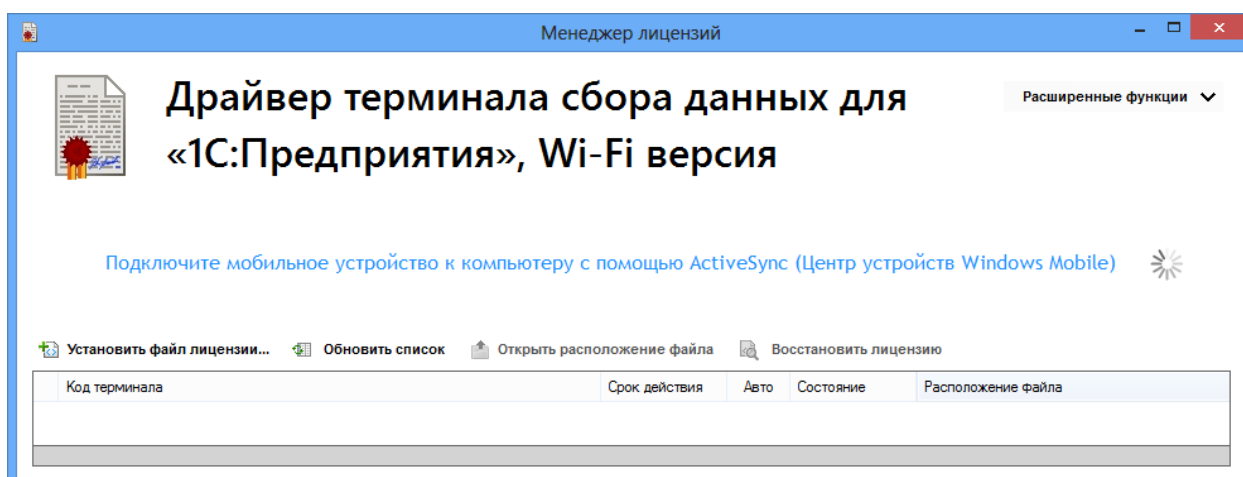 Менеджер лицензий
Драйвер терминала сбора данных для
«1С:Предприятия», Wi-Fi версия
Расширенные функции
Подключите мобильное устройство к компьютеру с помощью ActiveSync (Центр устройств Windows Mobile)
Установить файл лицензии... Обновить список Открыть расположение файла Восстановить лицензию
Код терминала Срок действия Авто Состояние Расположение файла